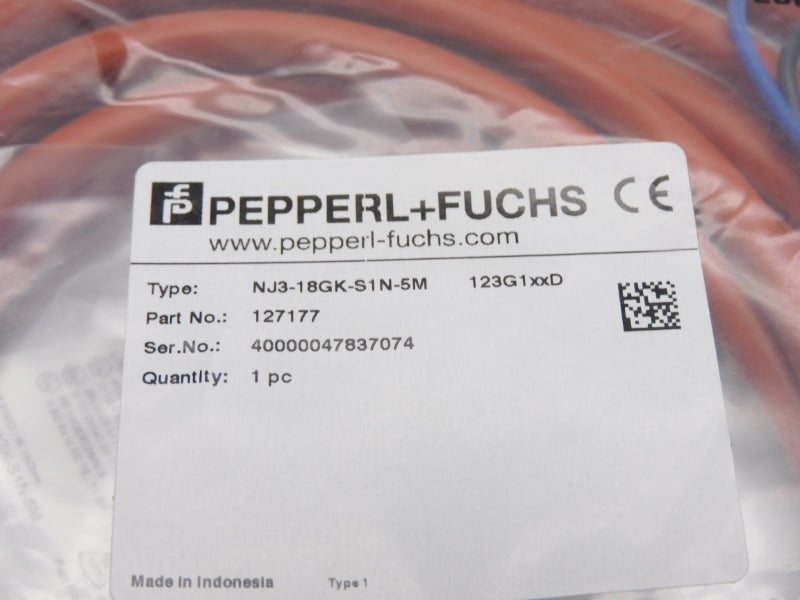 PEPPERL+FUCHS CE
www.pepperl-fuchs.com
Type: NJ3-18GK-S1N-5M 123G1xxD
Part No.: 127177
Ser.No.: 40000047837074
Quantity: 1 pc
Made in Indonesia Type 1